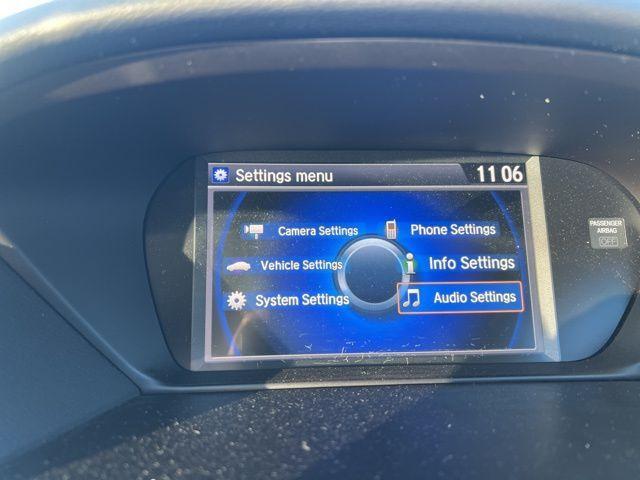 Settings menu 11 06
Camera Settings
Phone Settings
Vehicle Settings
Info Settings
System Settings
Audio Settings
PASSENGER
AIRBAG
OFF